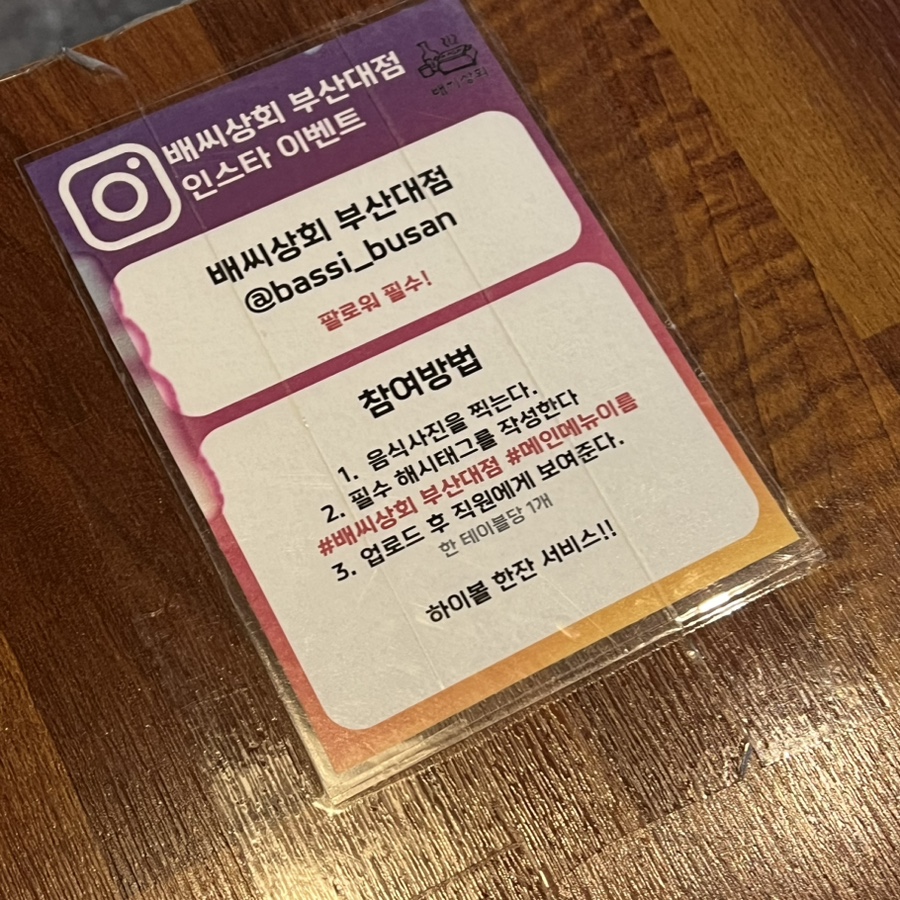 배씨상회 부산대점
인스타 이벤트
배씨상회
배씨상회 부산대점
@bassi_busan
팔로워 필수!
참여방법
1. 음식사진을 찍는다.
2. 필수 해시태그를 작성한다
#배씨상회 부산대점 #메인메뉴이름
3. 업로드 후 직원에게 보여준다.
한 테이블당 1개
하이볼 한잔 서비스!!